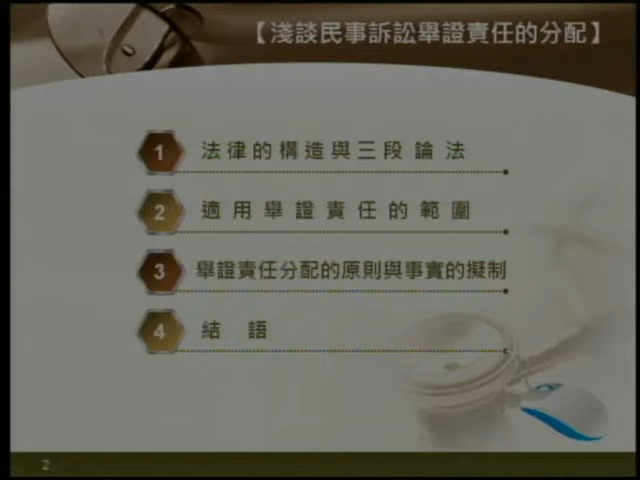 【淺談民事訴訟舉證責任的分配】
1 法律的構造與三段論法
2 適用舉證責任的範圍
3 舉證責任分配的原則與事實的擬制
4 結 語
2